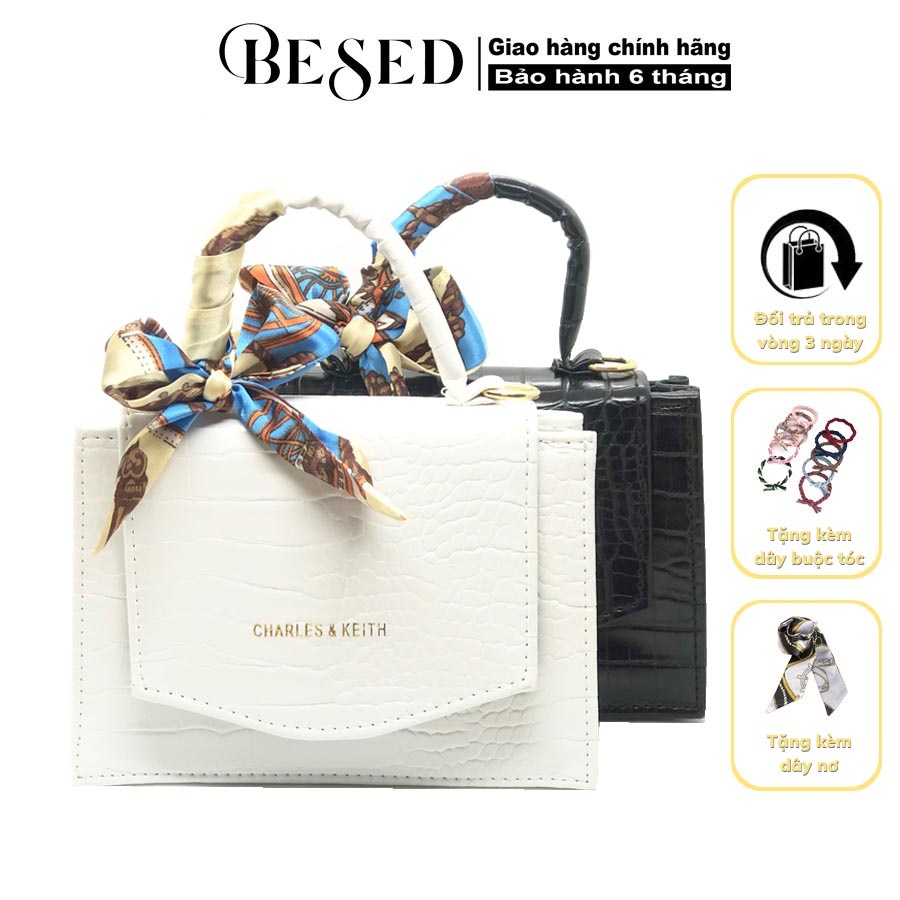 BESED
Giao hàng chính hãng
Bảo hành 6 tháng
Đổi trả trong
vòng 3 ngày
Tặng kèm
dây buộc tóc
CHARLES & KEITH
Tặng kèm
dây nơ